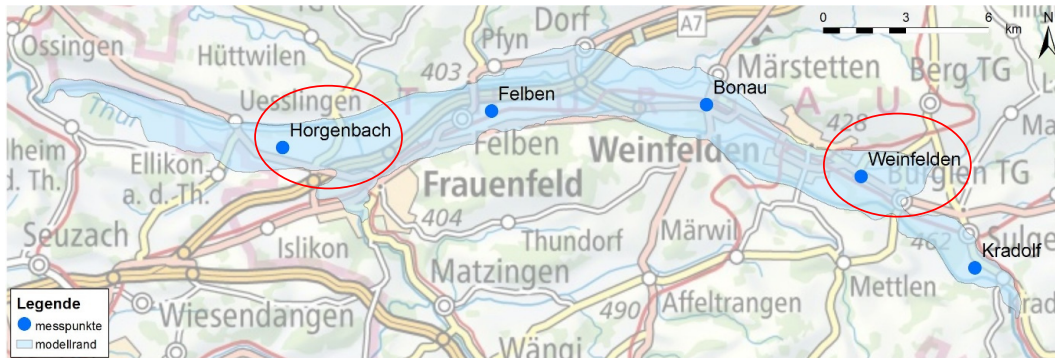 Ossingen
Hüttwilen
Dorf
Pfyn
A7
0 3 6
km
N
403
Märstetten
Berg TG
Uesslingen
Felben
Bonau
T
R
A
U
Thur
Horgenbach
428
Ellikon
a. d. Th.
Felben
Weinfelden
Weinfelden
Bürglen TG
Frauenfeld
404
Seuzach
Islikon
Thundorf
Märwil
462
Sulge
Kradolf
Matzingen
Mettlen
490
Affeltrangen
Legende
messpunkte
modellrand
Wiesendangen
Wängi